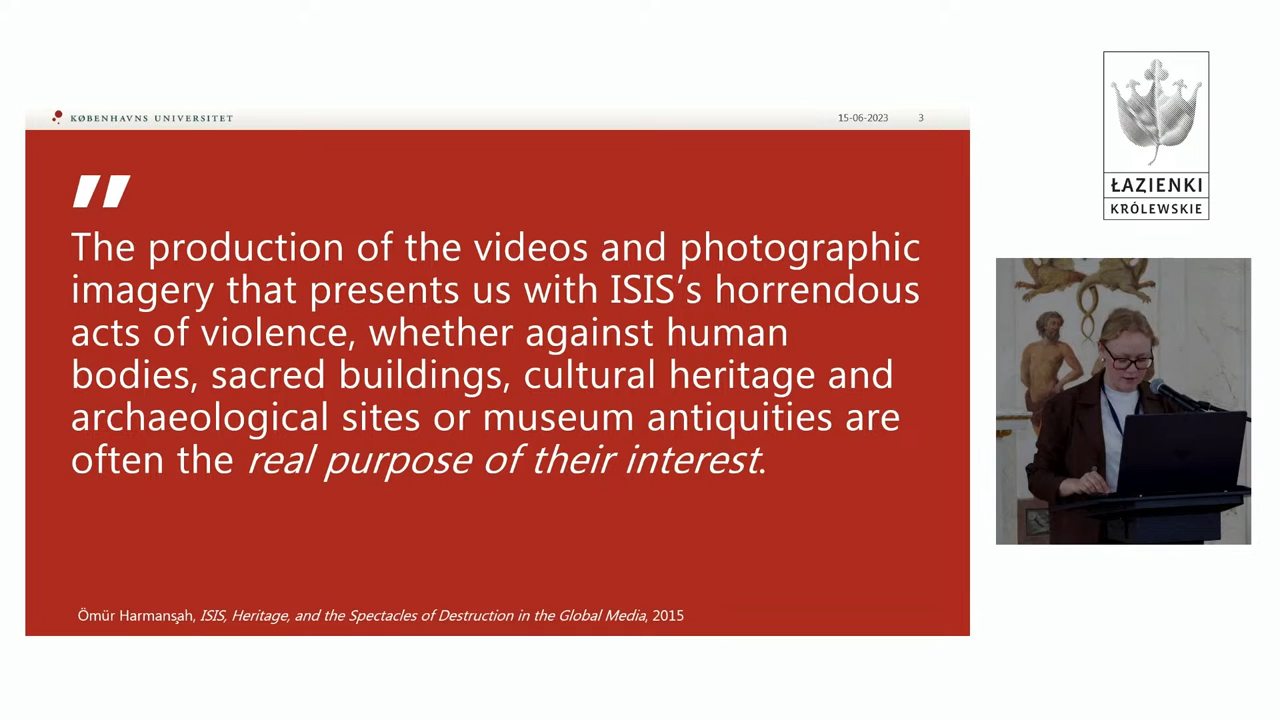 KØBENHAVNS UNIVERSITET
15-06-2023 3
"
The production of the videos and photographic
imagery that presents us with ISIS’s horrendous
acts of violence, whether against human
bodies, sacred buildings, cultural heritage and
archaeological sites or museum antiquities are
often the real purpose of their interest.
Ömür Harmanşah, ISIS, Heritage, and the Spectacles of Destruction in the Global Media, 2015
ŁAZIENKI
KRÓLEWSKIE